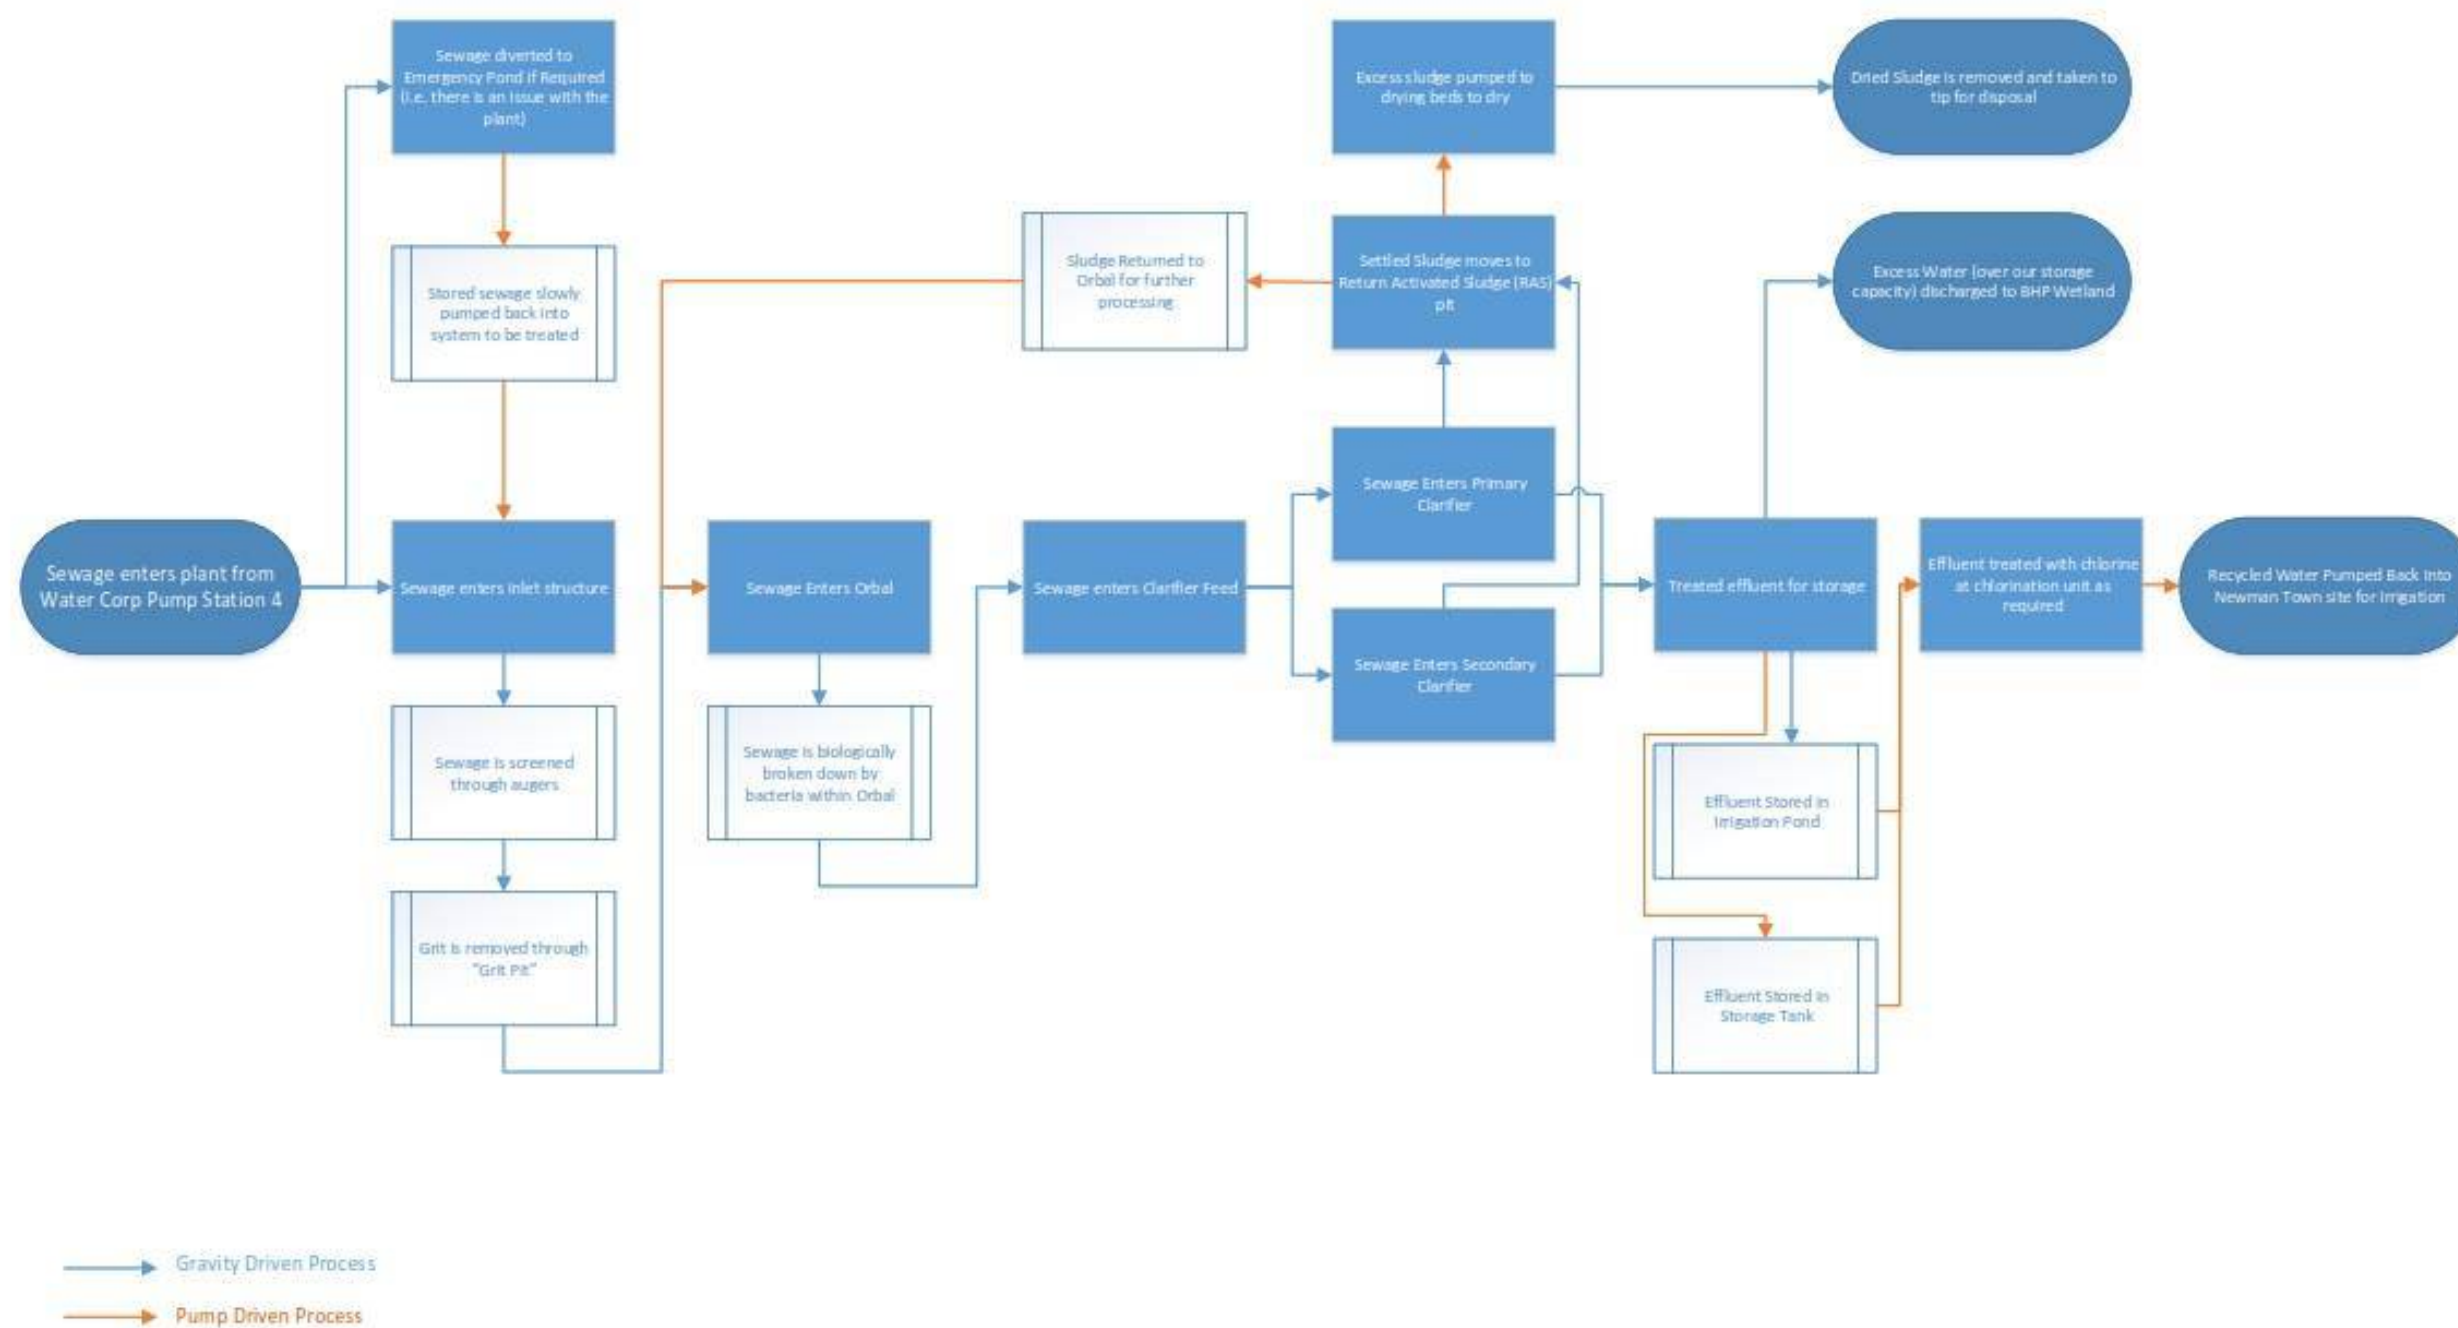 Sewage diverted to
Emergency Pond if Required
(i.e. there is an issue with the
plant)
Excess sludge pumped to
drying beds to dry
Dried Sludge is removed and taken to
tip for disposal
Stored sewage slowly
pumped back into
system to be treated
Sludge Returned to
Orbal for further
processing
Settled Sludge moves to
Return Activated Sludge (RAS)
pit
Excess Water (over our storage
capacity) discharged to BHP Wetland
Sewage enters plant from
Water Corp Pump Station 4
Sewage enters inlet structure
Sewage Enters Orbal
Sewage enters Clarifier Feed
Sewage Enters Primary
Clarifier
Sewage Enters Secondary
Clarifier
Treated effluent for storage
Effluent treated with chlorine
at chlorination unit as
required
Recycled Water Pumped Back Into
Newman Town site for Irrigation
Sewage is screened
through augers
Sewage is biologically
broken down by
bacteria within Orbal
Effluent Stored in
Irrigation Pond
Grit is removed through
"Grit Pit"
Effluent Stored in
Storage Tank
Gravity Driven Process
Pump Driven Process